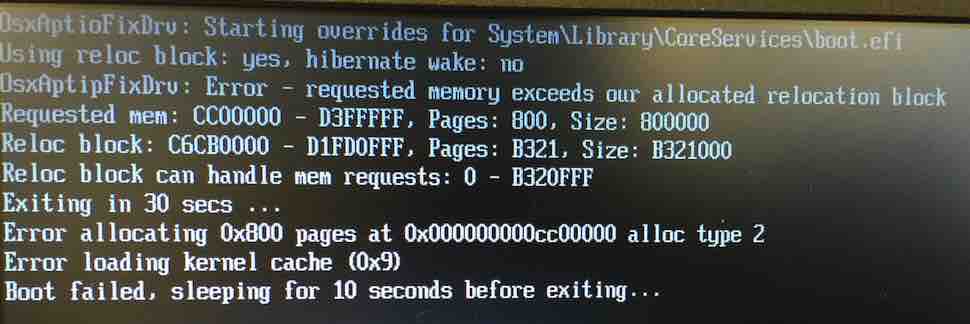 OsxAptioFixDrv: Starting overrides for System\Library\CoreServices\boot.efi
Using reloc block: yes, hibernate wake: no
OsxAptipFixDrv: Error - requested memory exceeds our allocated relocation block
Requested mem: CC00000 - D3FFFFF, Pages: 800, Size: 800000
Reloc block: C6CB0000 - D1FD0FFF, Pages: B321, Size: B321000
Reloc block can handle mem requests: 0 - B320FFF
Exiting in 30 secs ...
Error allocating 0x800 pages at 0x000000000cc00000 alloc type 2
Error loading kernel cache (0x9)
Boot failed, sleeping for 10 seconds before exiting...